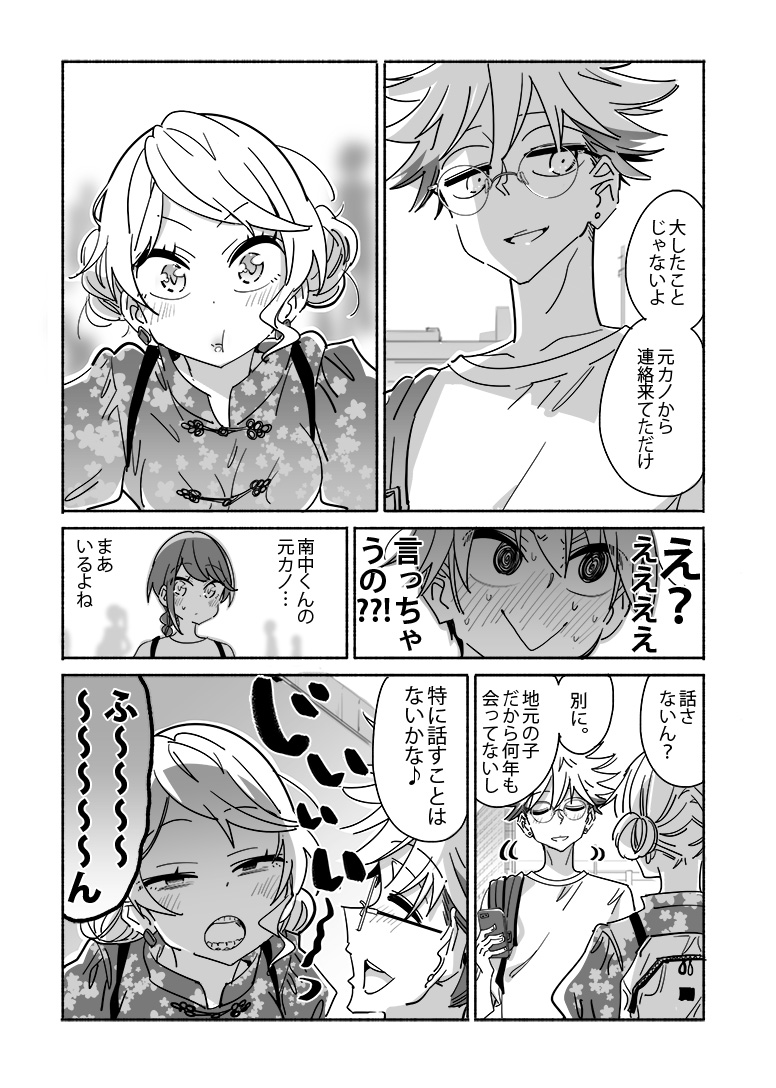 大したこと
じゃないよ
元カノから
連絡来てただけ
え?
ええええ
言っちゃ
うの??!
南中くんの
元カノ…
まあ
いるよね
話さ
ないん?
別に。
地元の子
だから何年も
会ってないし
特に話すことは
ないかな♪
じいぃいぃ〜っ
ふ〜〜〜〜
〜〜〜〜〜ん